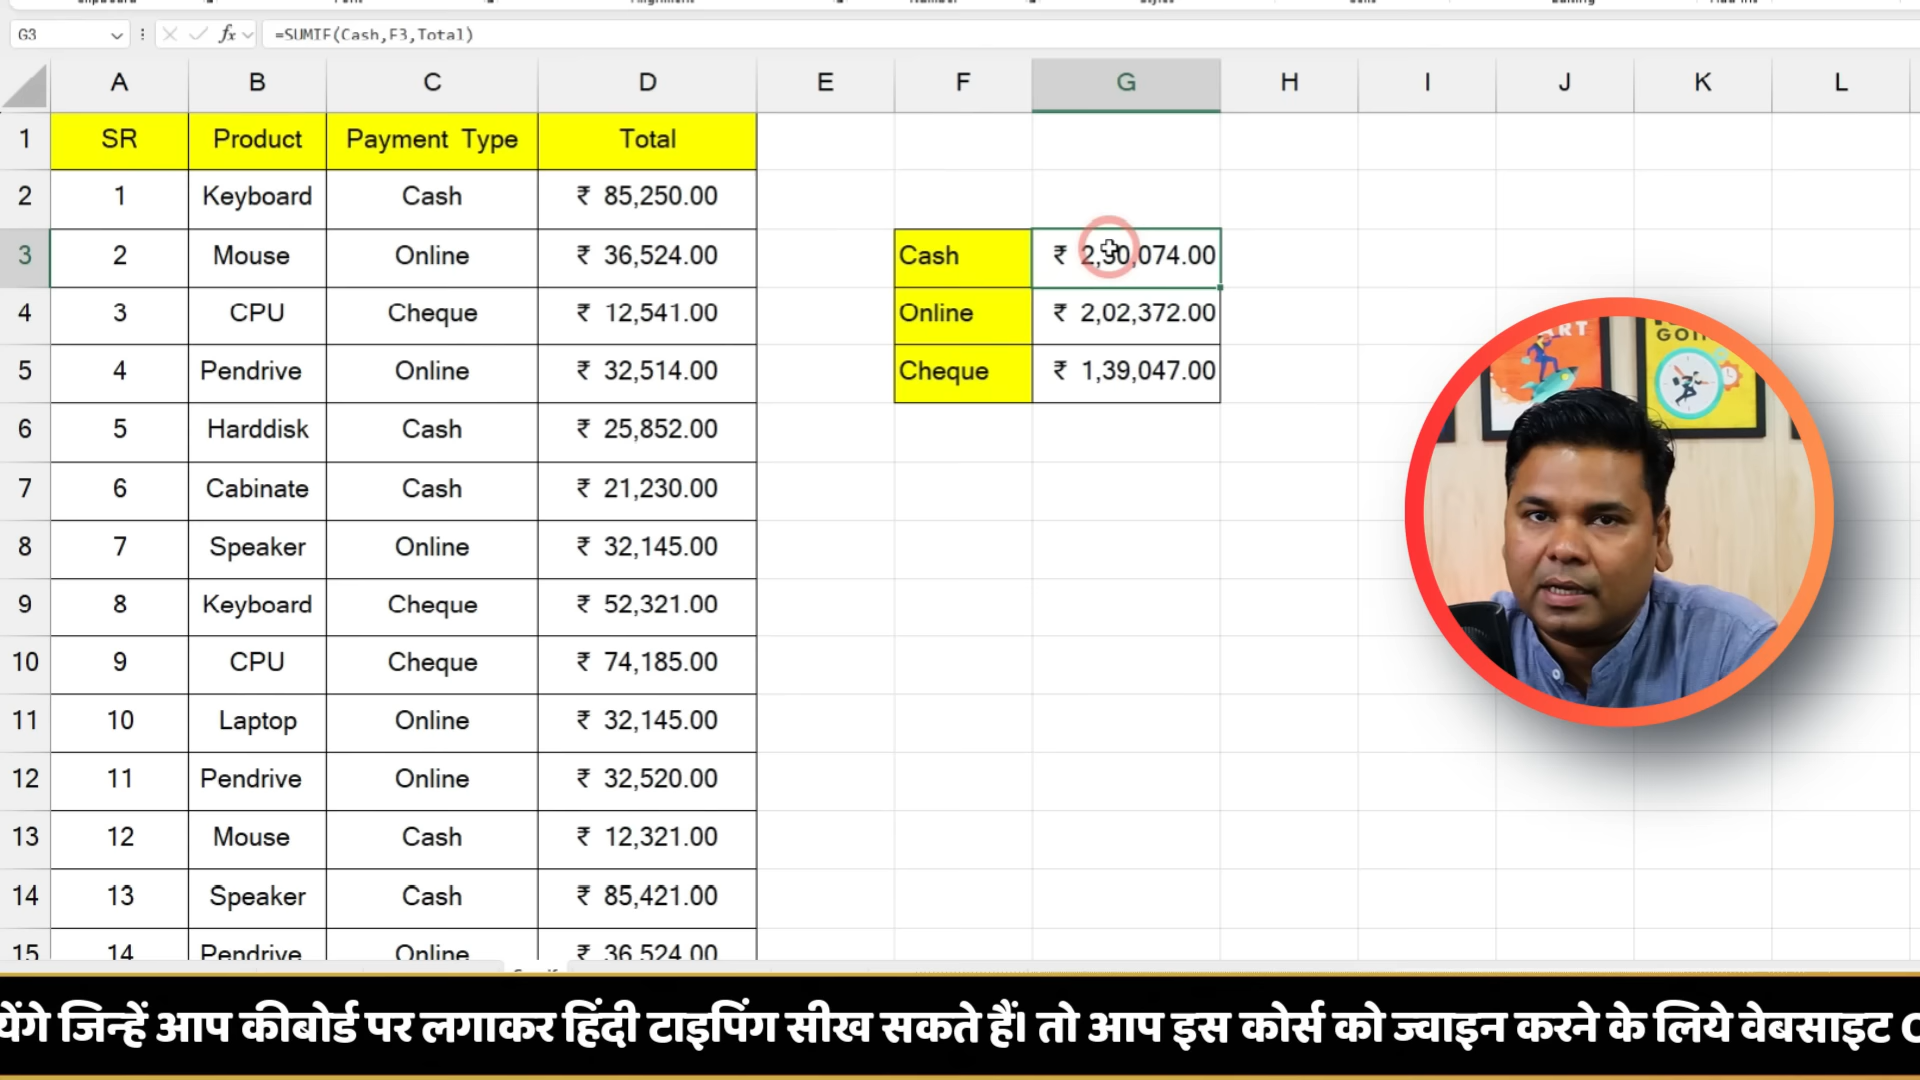 G3 fx =SUMIF(Cash,F3,Total)
A B C D E F G H I J K L
1 SR Product Payment Type Total
2 1 Keyboard Cash ₹ 85,250.00
3 2 Mouse Online ₹ 36,524.00 Cash ₹ 2,30,074.00
4 3 CPU Cheque ₹ 12,541.00 Online ₹ 2,02,372.00
5 4 Pendrive Online ₹ 32,514.00 Cheque ₹ 1,39,047.00
6 5 Harddisk Cash ₹ 25,852.00
7 6 Cabinate Cash ₹ 21,230.00
8 7 Speaker Online ₹ 32,145.00
9 8 Keyboard Cheque ₹ 52,321.00
10 9 CPU Cheque ₹ 74,185.00
11 10 Laptop Online ₹ 32,145.00
12 11 Pendrive Online ₹ 32,520.00
13 12 Mouse Cash ₹ 12,321.00
14 13 Speaker Cash ₹ 85,421.00
15 14 Pendrive Online ₹ 36,524.00
येंगे जिन्हें आप कीबोर्ड पर लगाकर हिंदी टाइपिंग सीख सकते हैं। तो आप इस कोर्स को ज्वाइन करने के लिये वेबसाइट